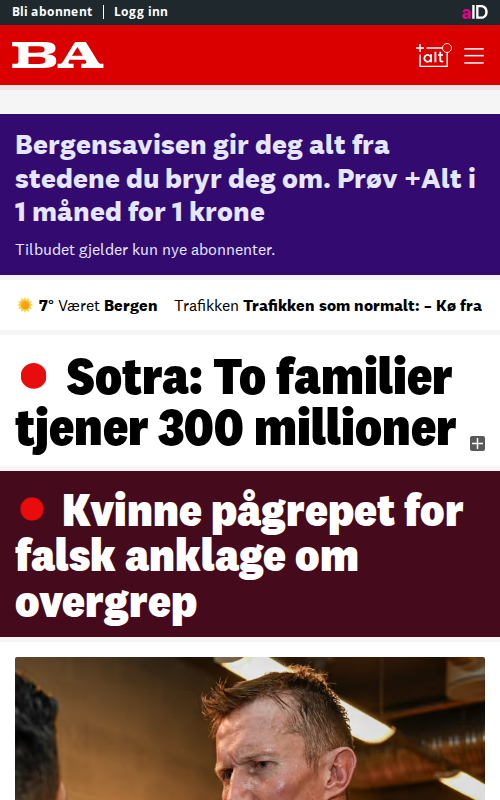 Bli abonnent | Logg inn aID
BA +alt
Bergensavisen gir deg alt fra
stedene du bryr deg om. Prøv +Alt i
1 måned for 1 krone
Tilbudet gjelder kun nye abonnenter.
7° Været Bergen Trafikken Trafikken som normalt: – Kø fra
Sotra: To familier
tjener 300 millioner
Kvinne pågrepet for
falsk anklage om
overgrep